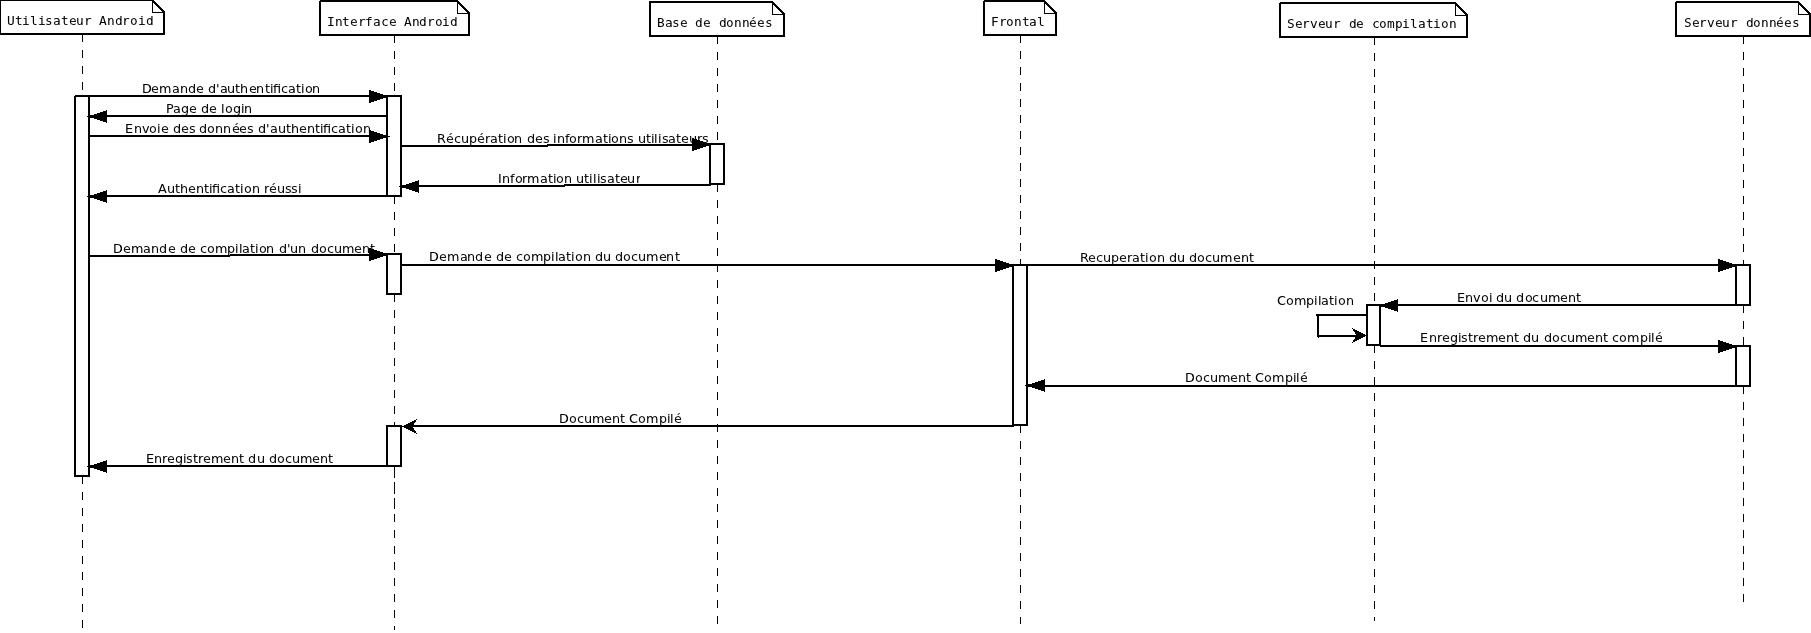 Utilisateur Android
Interface Android
Base de données
Frontal
Serveur de compilation
Serveur données
Demande d'authentification
Page de login
Envoie des données d'authentification
Récupération des informations utilisateurs
Information utilisateur
Authentification réussi
Demande de compilation d'un document
Demande de compilation du document
Recuperation du document
Envoi du document
Compilation
Enregistrement du document compilé
Document Compilé
Document Compilé
Enregistrement du document